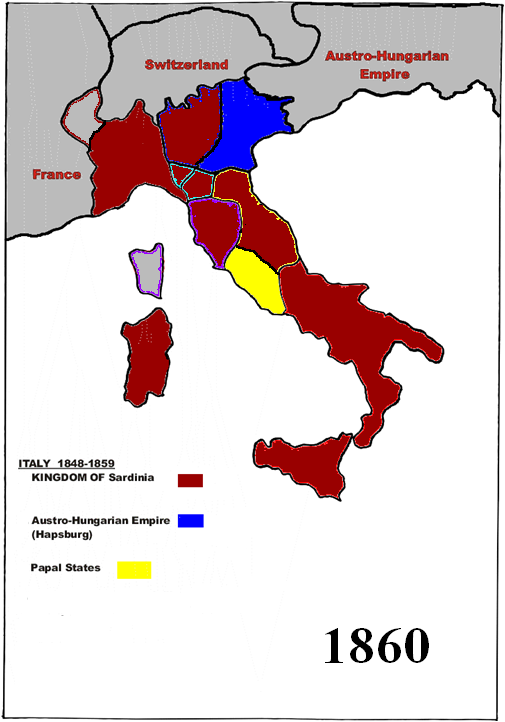 Switzerland
Austro-Hungarian
Empire
France
ITALY 1848-1859
KINGDOM OF Sardinia
Austro-Hungarian Empire
(Hapsburg)
Papal States
1860